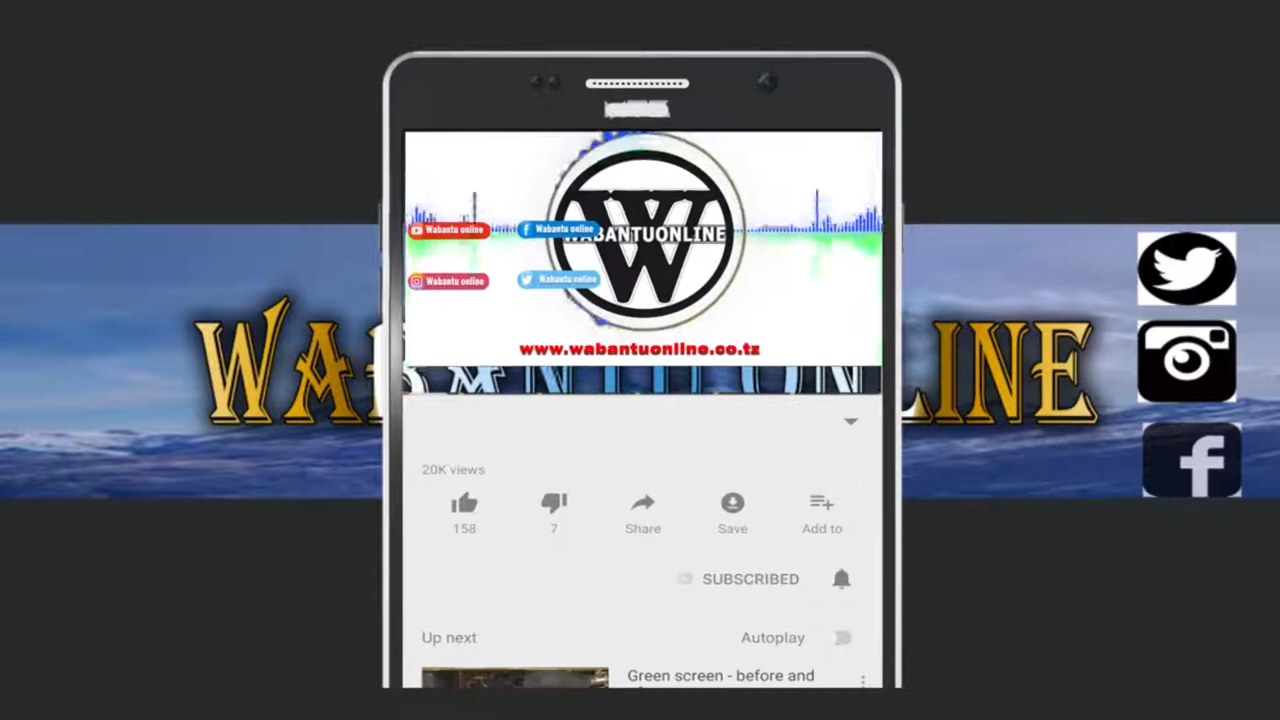 WABANTUONLINE
W
Wabantu online
Wabantu online
Wabantu online
Wabantu online
www.wabantuonline.co.tz
20K views
158
7
Share
Save
Add to
SUBSCRIBED
Up next
Autoplay
Green screen - before and